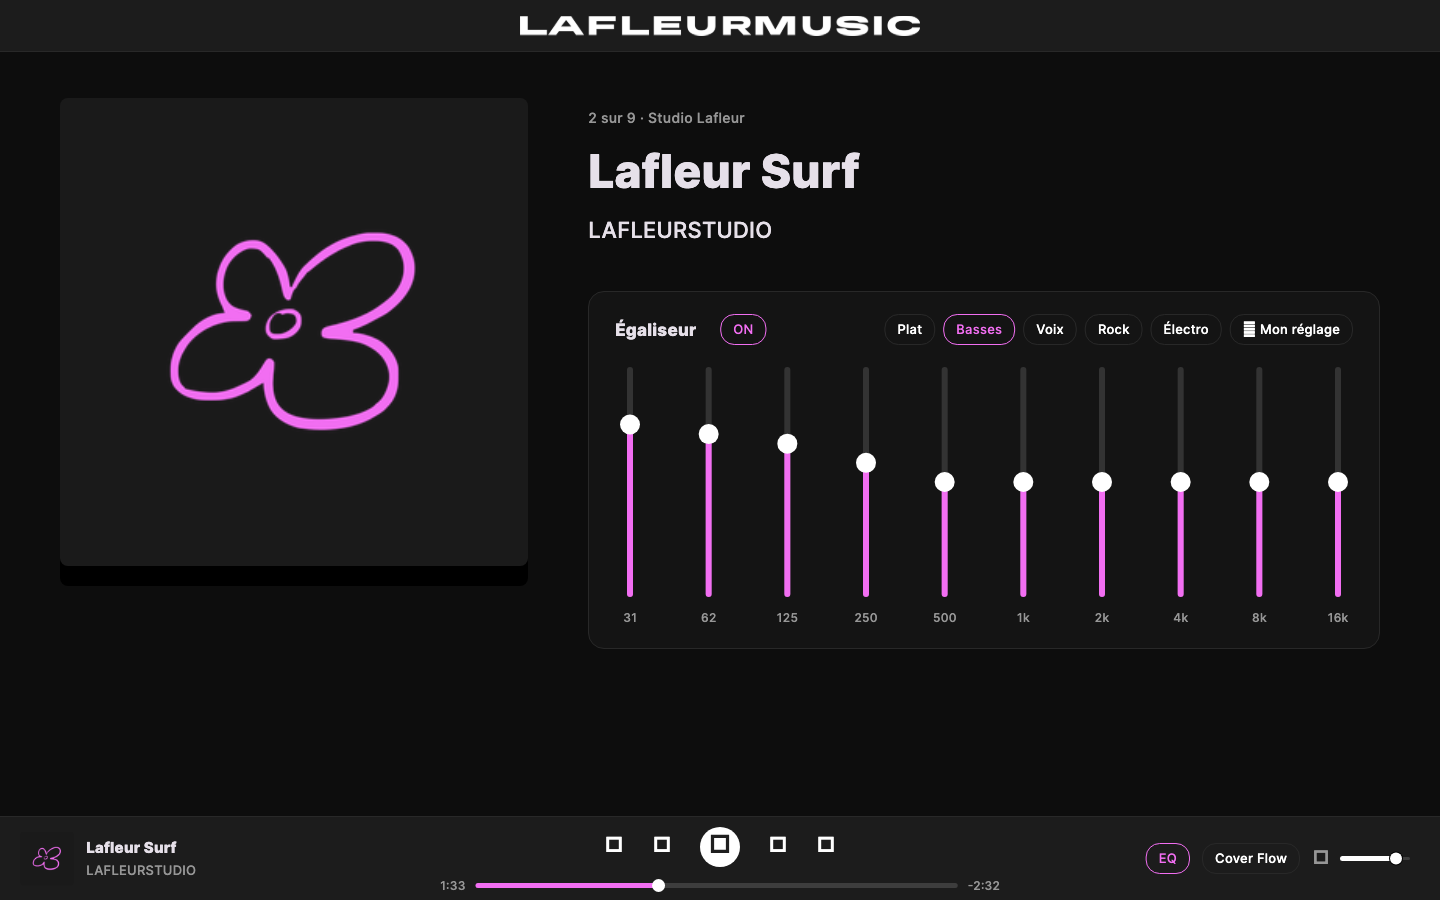 LAFLEURMUSIC
2 sur 9 · Studio Lafleur
Lafleur Surf
LAFLEURSTUDIO
Égaliseur
ON
Plat
Basses
Voix
Rock
Électro
Mon réglage
31
62
125
250
500
1k
2k
4k
8k
16k
Lafleur Surf
LAFLEURSTUDIO
1:33
-2:32
EQ
Cover Flow